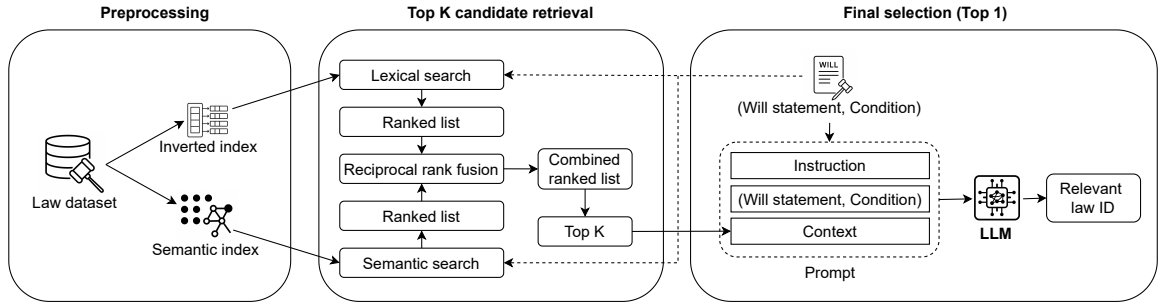 Preprocessing
Law dataset
Inverted index
Semantic index
Top K candidate retrieval
Lexical search
Ranked list
Reciprocal rank fusion
Ranked list
Semantic search
Combined
ranked list
Top K
Final selection (Top 1)
WILL
(Will statement, Condition)
Instruction
(Will statement, Condition)
Context
Prompt
LLM
Relevant
law ID